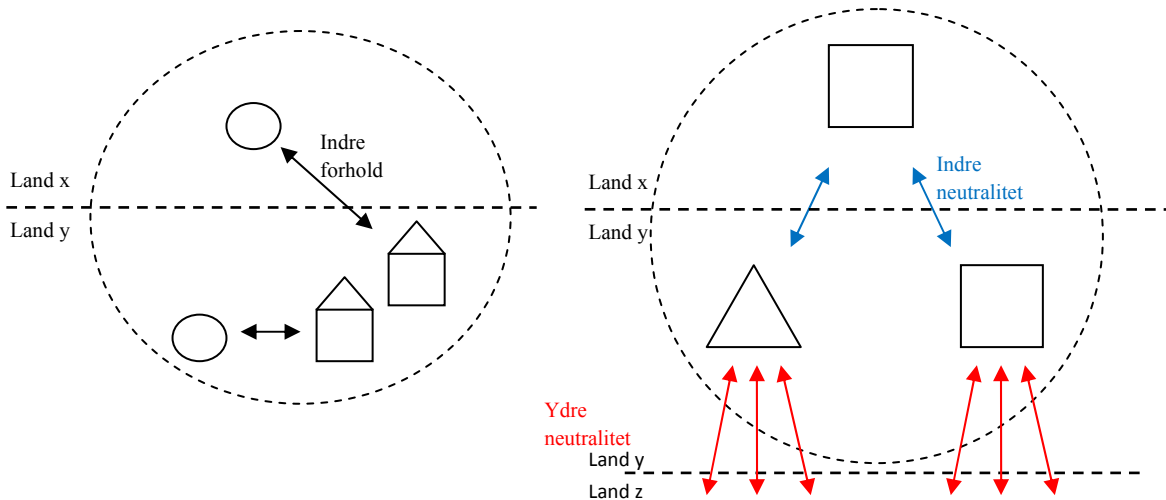 Indre
forhold
Land x
Land y
Indre
neutralitet
Land x
Land y
Ydre
neutralitet
Land y
Land z